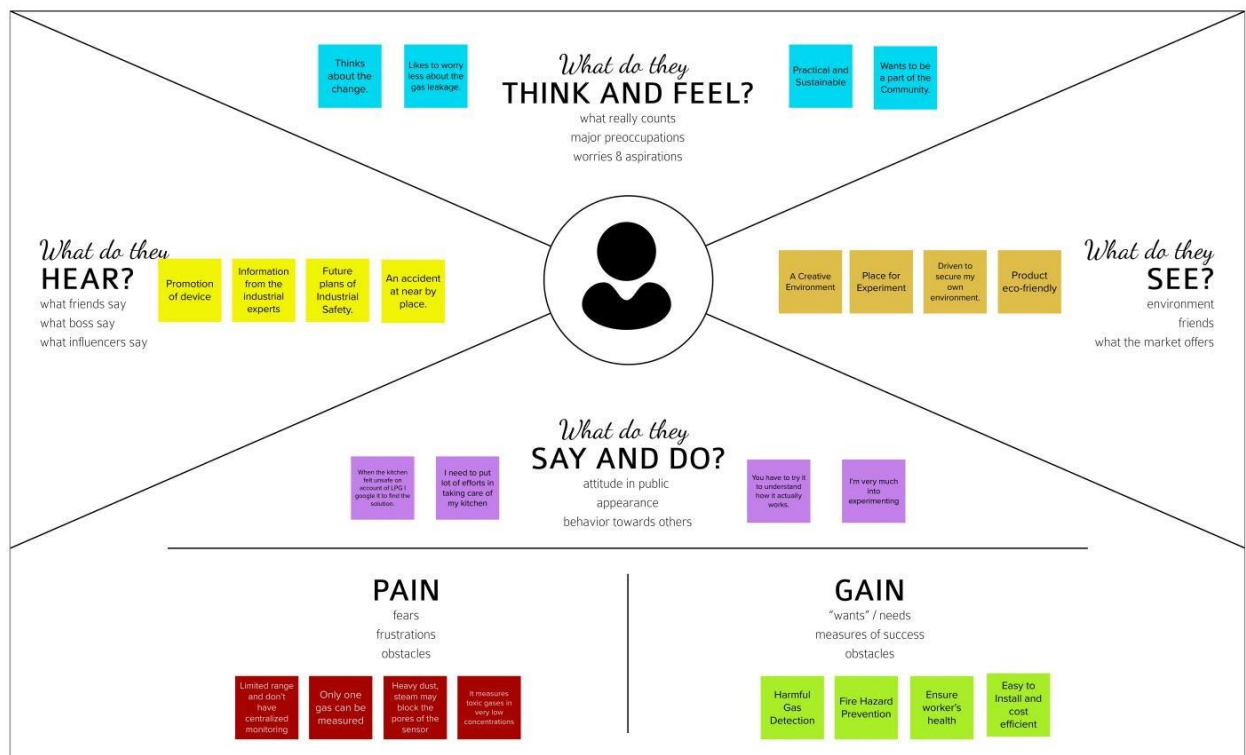 What do they
THINK AND FEEL?
what really counts
major preoccupations
worries & aspirations
Thinks
about the
change.
Likes to worry
less about the
gas leakage.
Practical and
Sustainable
Wants to be
a part of the
Community.
What do they
HEAR?
what friends say
what boss say
what influencers say
Promotion
of device
Information
from the
industrial
experts
Future
plans of
Industrial
Safety.
An accident
at near by
place.
A Creative
Environment
Place for
Experiment
Driven to
secure my
own
environment.
Product
eco-friendly
What do they
SEE?
environment
friends
what the market offers
What do they
SAY AND DO?
attitude in public
appearance
behavior towards others
When the kitchen
felt unsafe on
account of LPG I
google it to find the
solution.
I need to put
lot of efforts in
taking care of
my kitchen
You have to try it
to understand
how it actually
works.
I'm very much
into
experimenting
PAIN
fears
frustrations
obstacles
Limited range
and don't
have
centralized
monitoring
Only one
gas can be
measured
Heavy dust,
steam may
block the
pores of the
sensor
It measures
toxic gases in
very low
concentrations
GAIN
“wants” / needs
measures of success
obstacles
Harmful
Gas
Detection
Fire Hazard
Prevention
Ensure
worker's
health
Easy to
Install and
cost
efficient